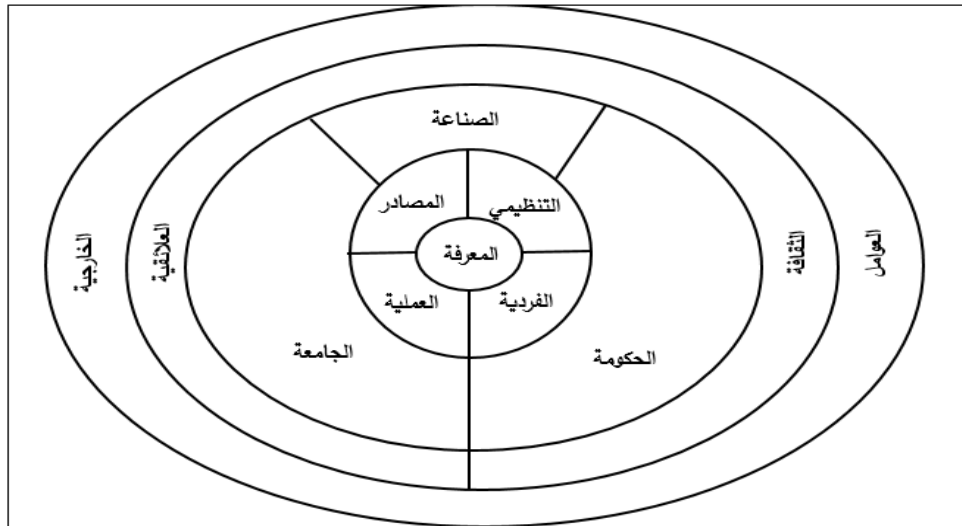 الصناعة
التنظيمي
المصادر
المعرفة
الفردية
العملية
الحكومة
الجامعة
الثقافة
العلائقية
العوامل
الخارجية